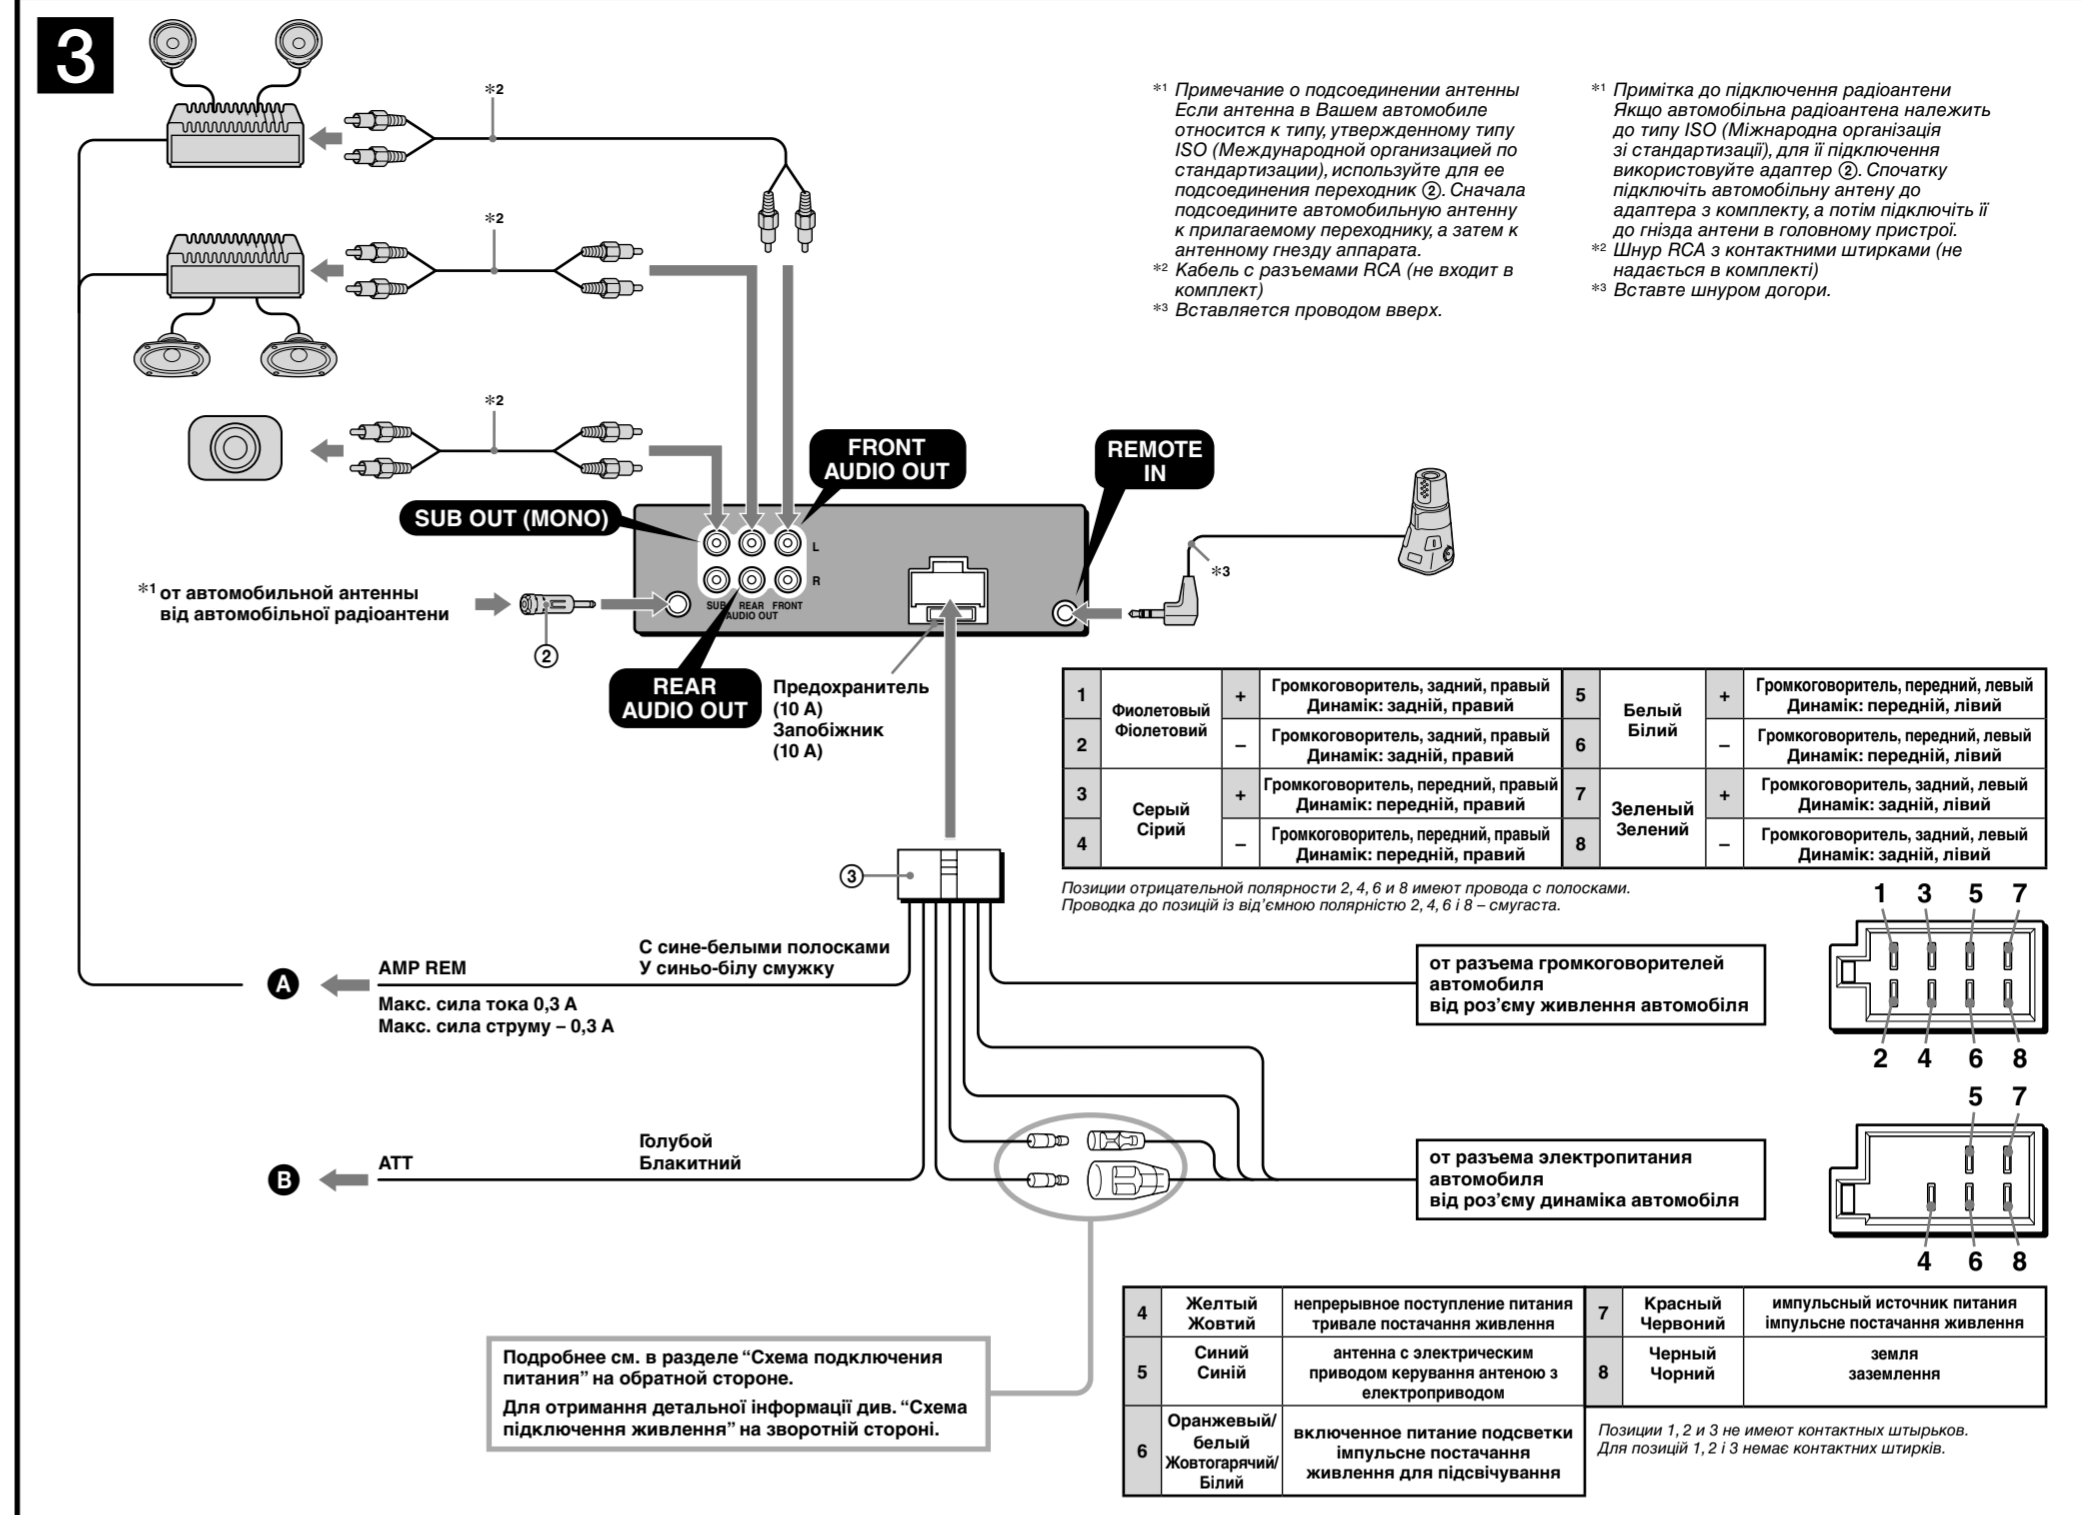 3
*2
*2
*2
*1 Примечание о подсоединении антенны
Если антенна в Вашем автомобиле
относится к типу, утвержденному типу
ISO (Международной организацией по
стандартизации), используйте для ее
подсоединения переходник ②. Сначала
подсоедините автомобильную антенну
к прилагаемому переходнику, а затем к
антенному гнезду аппарата.
*2 Кабель с разъемами RCA (не входит в
комплект)
*3 Вставляется проводом вверх.
*1 Примітка до підключення радіоантени
Якщо автомобільна радіоантена належить
до типу ISO (Міжнародна організація
зі стандартизації), для її підключення
використовуйте адаптер ②. Спочатку
підключіть автомобільну антену до
адаптера з комплекту, а потім підключіть її
до гнізда антени в головному пристрої.
*2 Шнур RCA з контактними штирками (не
надається в комплекті)
*3 Вставте шнуром догори.
FRONT
AUDIO OUT
REMOTE
IN
SUB OUT (MONO)
L
R
SUB REAR FRONT
AUDIO OUT
*3
*1 от автомобильной антенны
від автомобільної радіоантени
②
REAR
AUDIO OUT
Предохранитель
(10 A)
Запобіжник
(10 A)
1
Фиолетовый
Фіолетовий
+
Громкоговоритель, задний, правый
Динамік: задній, правий
2
–
Громкоговоритель, задний, правый
Динамік: задній, правий
3
Серый
Сірий
+
Громкоговоритель, передний, правый
Динамік: передній, правий
4
–
Громкоговоритель, передний, правый
Динамік: передній, правий
5
Белый
Білий
+
Громкоговоритель, передний, левый
Динамік: передній, лівий
6
–
Громкоговоритель, передний, левый
Динамік: передній, лівий
7
Зеленый
Зелений
+
Громкоговоритель, задний, левый
Динамік: задній, лівий
8
–
Громкоговоритель, задний, левый
Динамік: задній, лівий
Позиции отрицательной полярности 2, 4, 6 и 8 имеют провода с полосками.
Проводка до позицій із від’ємною полярністю 2, 4, 6 і 8 – смугаста.
③
A
AMP REM
С сине-белыми полосками
У синьо-білу смужку
Макс. сила тока 0,3 А
Макс. сила струму – 0,3 А
от разъема громкоговорителей
автомобиля
від роз’єму живлення автомобіля
1 3 5 7
2 4 6 8
B
ATT
Голубой
Блакитний
от разъема электропитания
автомобиля
від роз’єму динаміка автомобіля
5 7
4 6 8
Подробнее см. в разделе “Схема подключения
питания” на обратной стороне.
Для отримання детальної інформації див. “Схема
підключення живлення” на зворотній стороні.
4
Желтый
Жовтий
непрерывное поступление питания
тривале постачання живлення
5
Синий
Синій
антенна с электрическим
приводом керування антеною з
електроприводом
6
Оранжевый/
белый
Жовтогарячий/
Білий
включенное питание подсветки
імпульсне постачання
живлення для підсвічування
7
Красный
Червоний
импульсный источник питания
імпульсне постачання живлення
8
Черный
Чорний
земля
заземлення
Позиции 1, 2 и 3 не имеют контактных штырьков.
Для позицій 1, 2 і 3 немає контактних штирків.